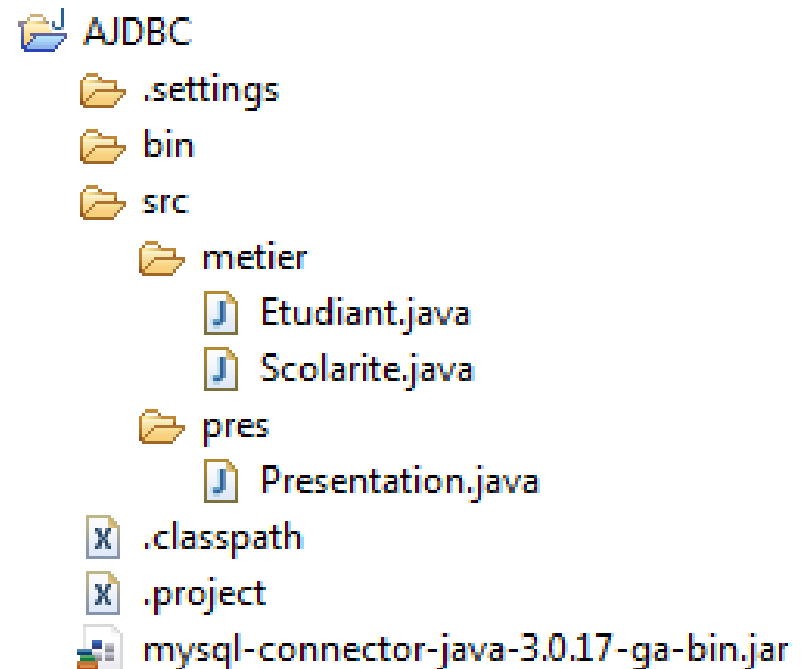 AJDBC
.settings
bin
src
metier
Etudiant.java
Scolarite.java
pres
Presentation.java
.classpath
.project
mysql-connector-java-3.0.17-ga-bin.jar